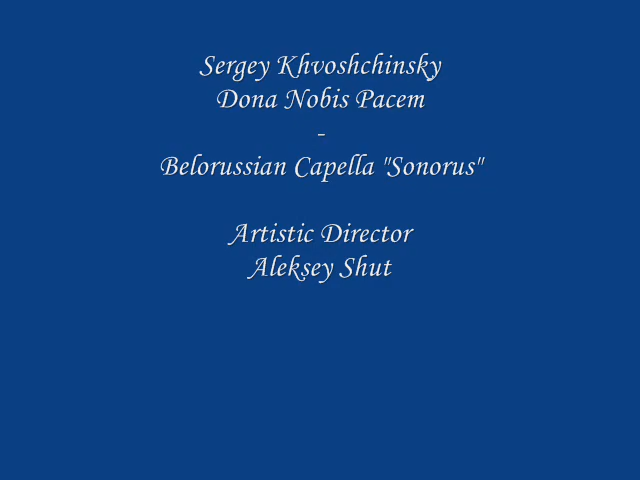 Sergey Khvoshchinsky
Dona Nobis Pacem
-
Belorussian Capella "Sonorus"
Artistic Director
Aleksey Shut